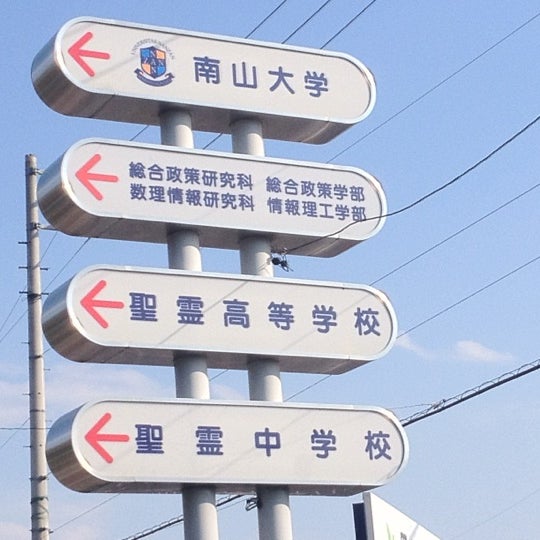 南山大学
総合政策研究科 総合政策学部
数理情報研究科 情報理工学部
聖霊高等学校
聖霊中学校